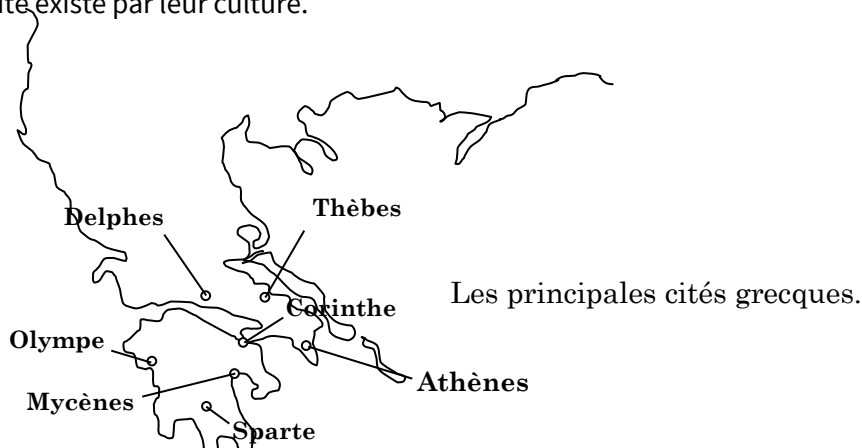 existe par leur culture.
Delphes
Thèbes
Les principales cités grecques.
Corinthe
Olympe
Athènes
Mycènes
Sparte